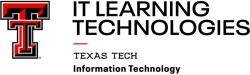 IT LEARNING
TECHNOLOGIES
TEXAS TECH
Information Technology